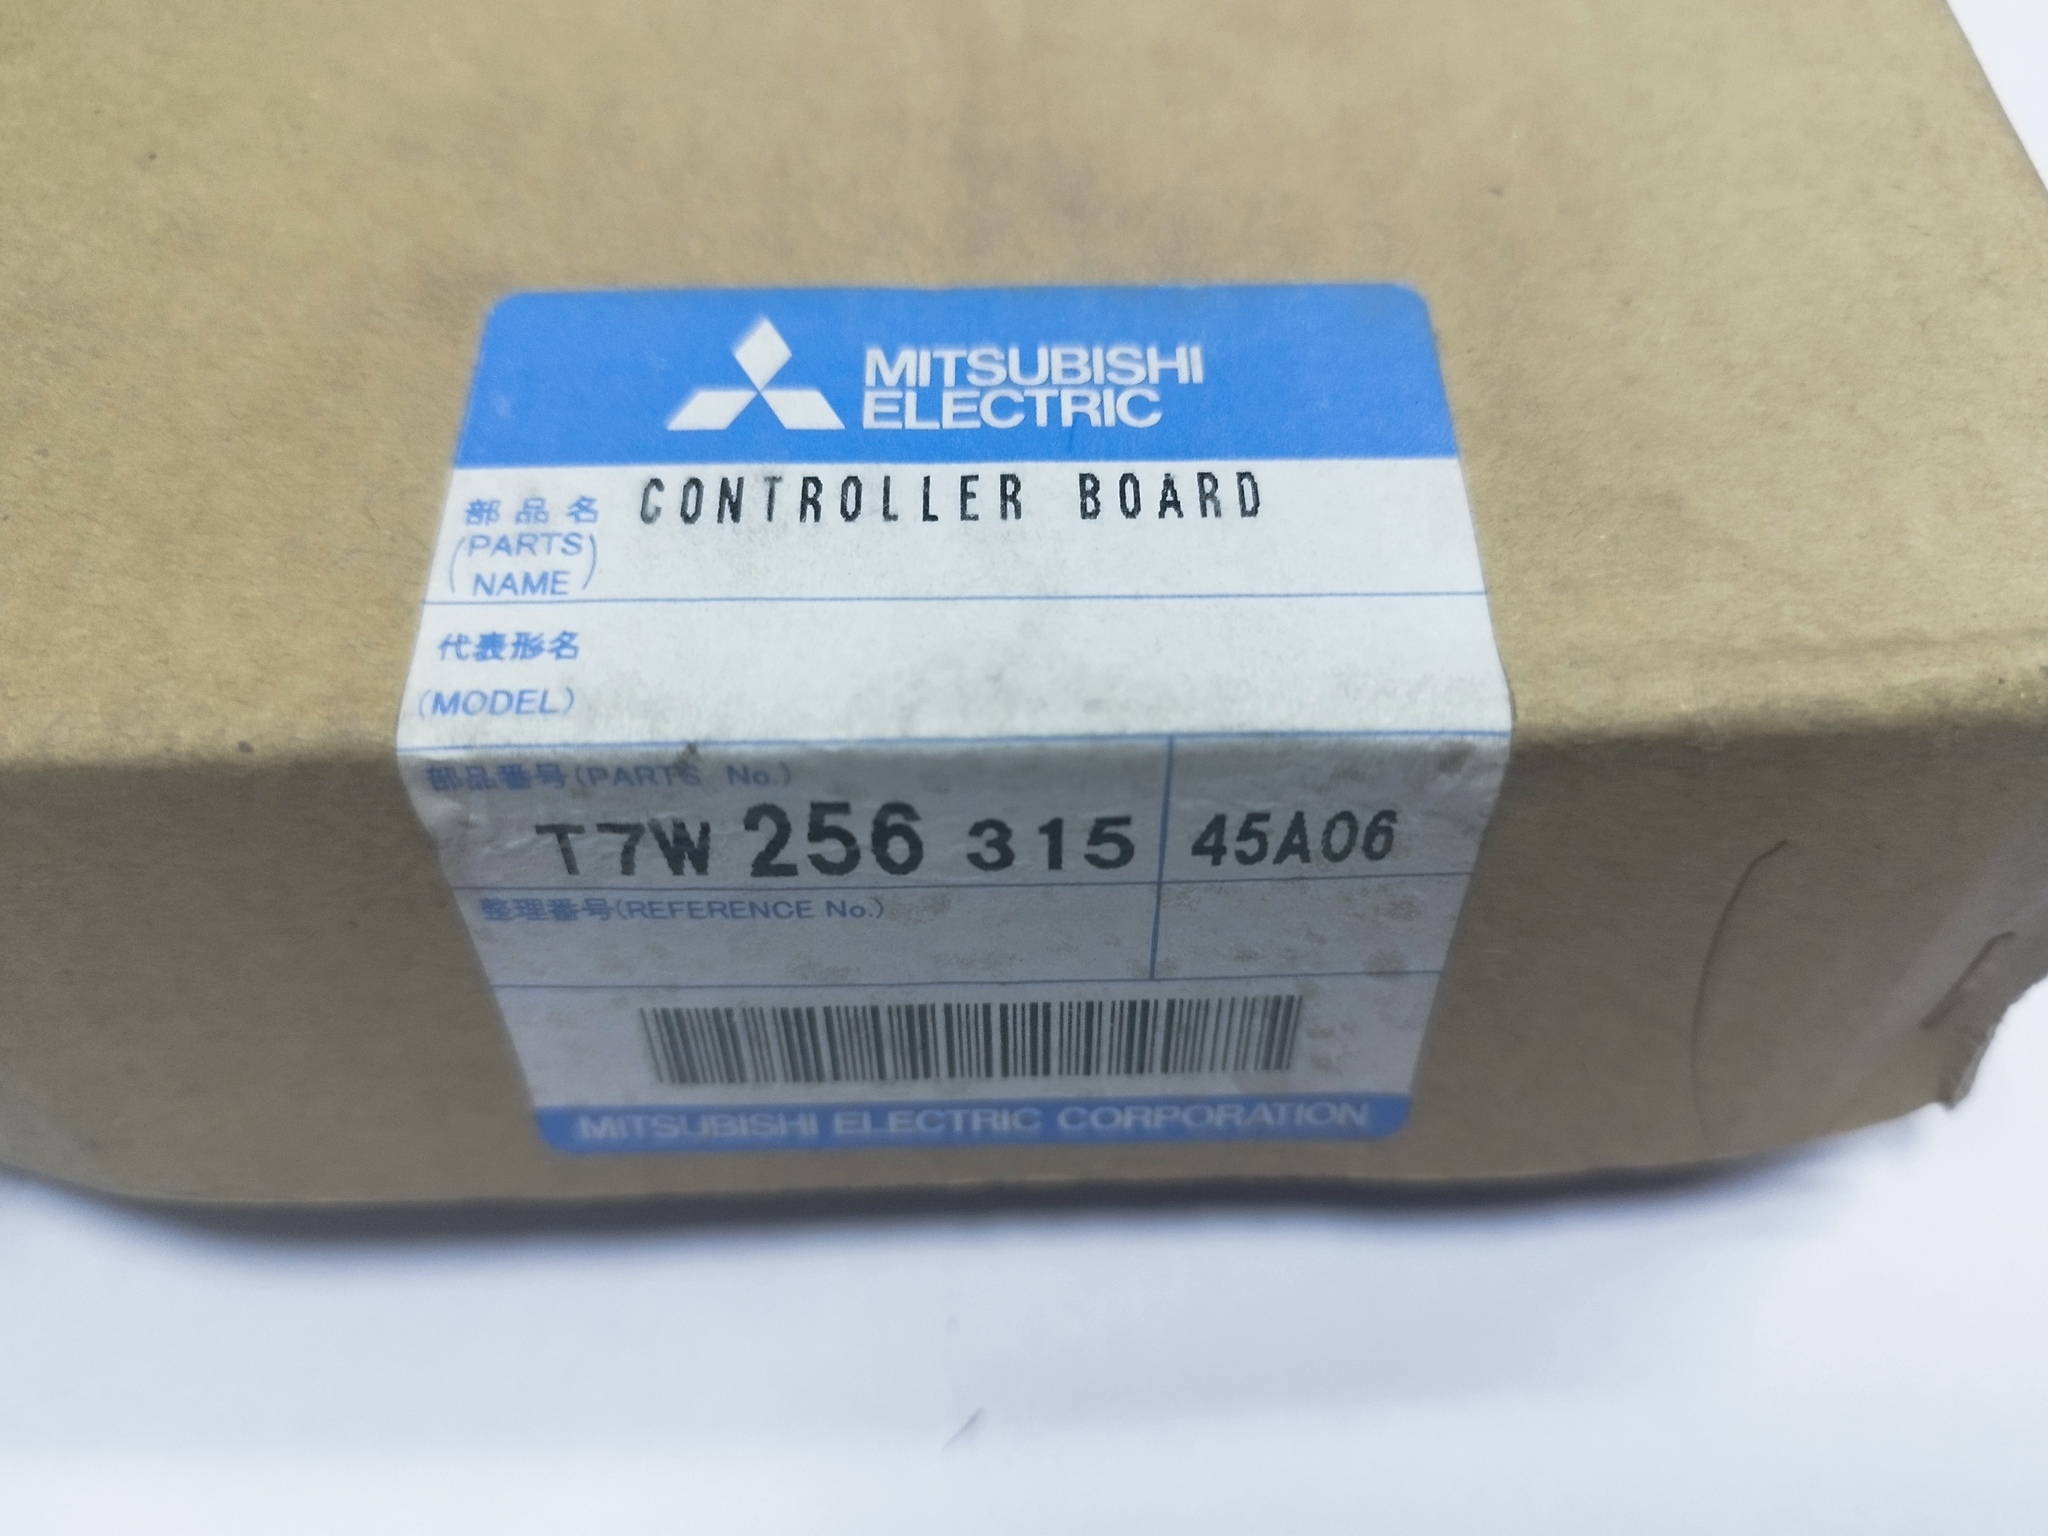 MITSUBISHI
ELECTRIC
部品名 CONTROLLER BOARD
(PARTS
NAME)
代表形名
(MODEL)
部品番号(PARTS No.)
T7W 256 315 45A06
整理番号(REFERENCE No.)
MITSUBISHI ELECTRIC CORPORATION